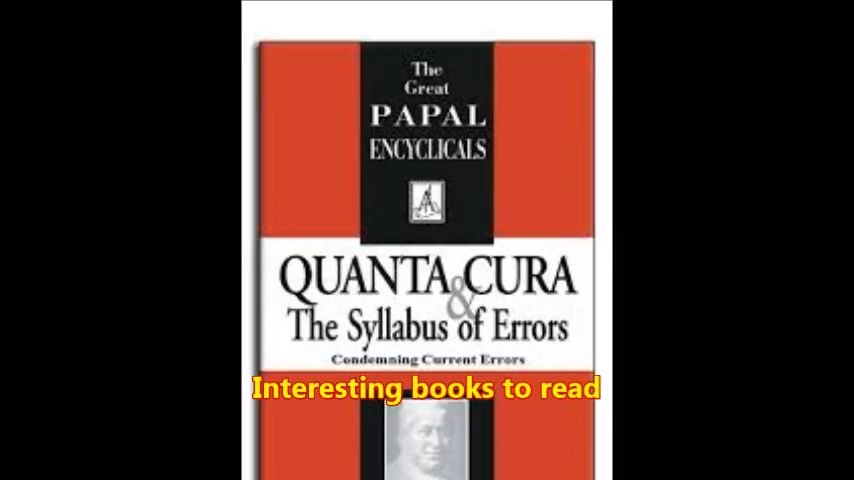 The
Great
PAPAL
ENCYCLICALS
QUANTA & CURA
The Syllabus of Errors
Condemning Current Errors
Interesting books to read